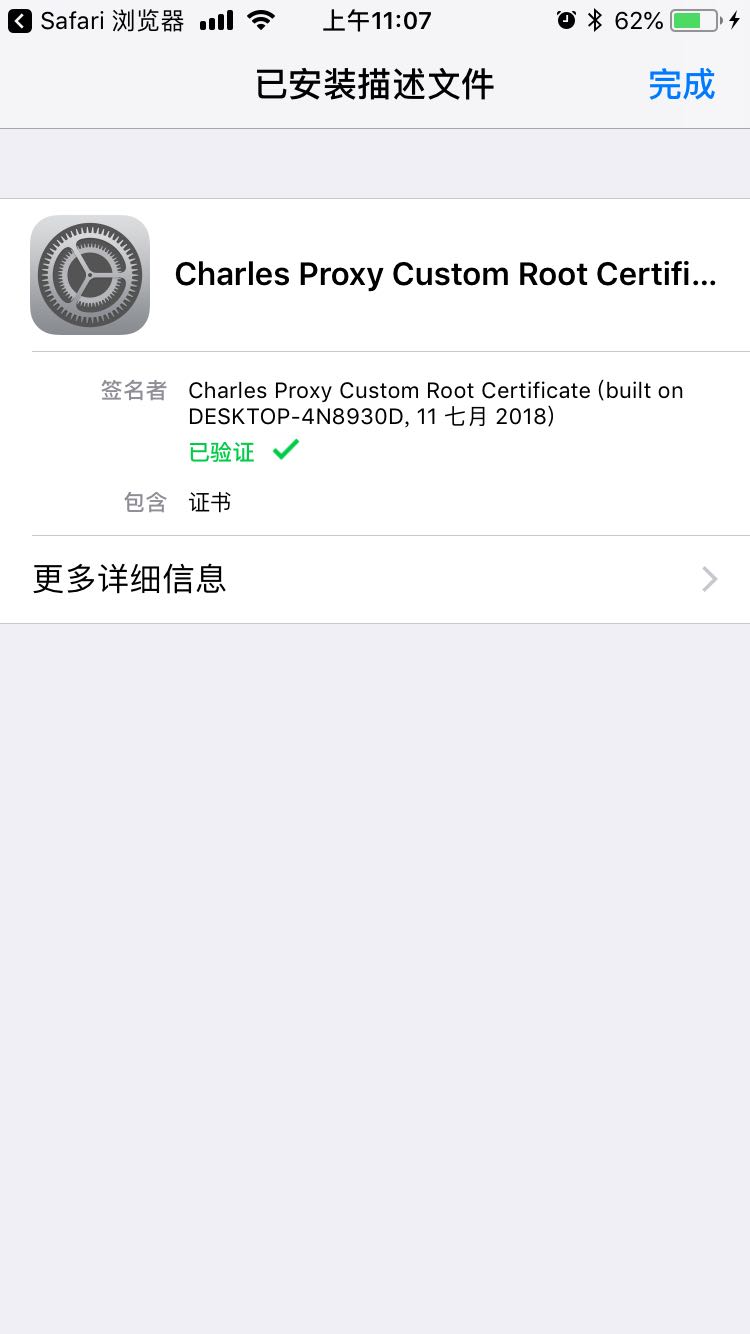 Safari 浏览器 上午11:07 62%
已安装描述文件 完成
Charles Proxy Custom Root Certifi...
签名者 Charles Proxy Custom Root Certificate (built on
DESKTOP-4N8930D, 11 七月 2018)
已验证
包含 证书
更多详细信息